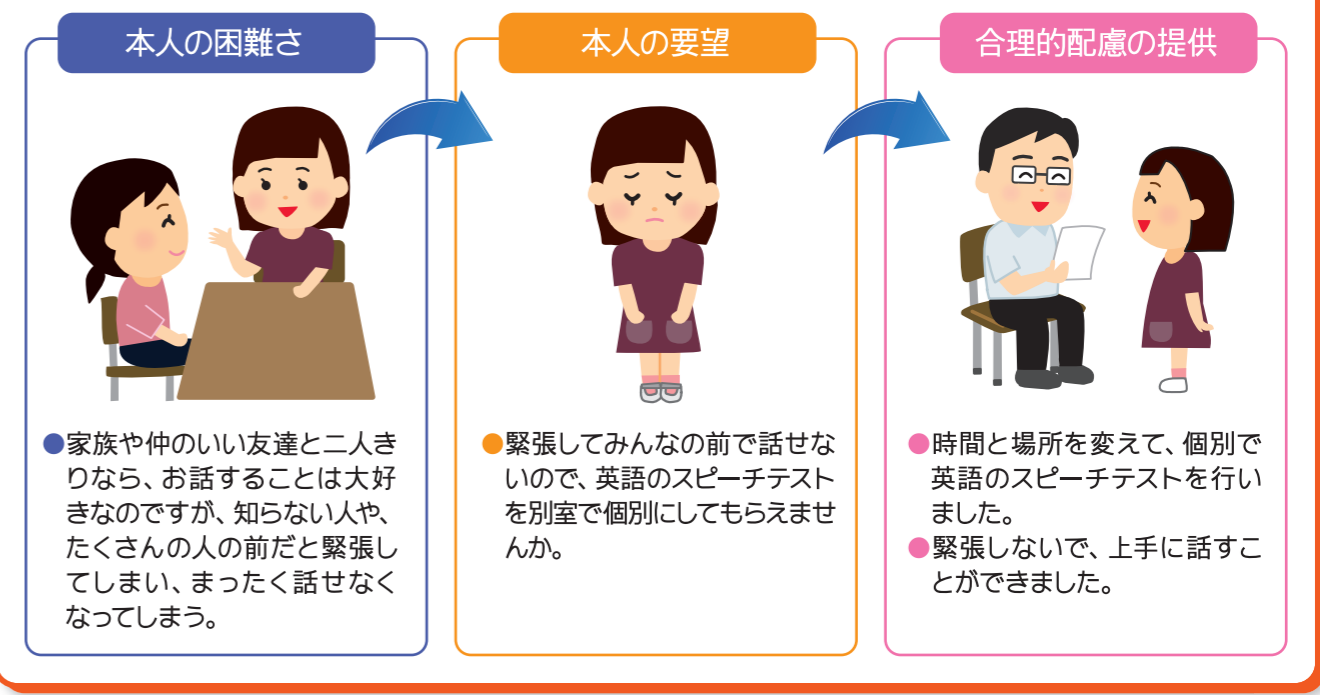 本人の困難さ
●家族や仲のいい友達と二人き
りなら、お話することは大好
きなのですが、知らない人や、
たくさんの人の前だと緊張し
てしまい、まったく話せなく
なってしまう。
本人の要望
●緊張してみんなの前で話せな
いので、英語のスピーチテスト
を別室で個別にしてもらえませ
んか。
合理的配慮の提供
●時間と場所を変えて、個別で
英語のスピーチテストを行い
ました。
●緊張しないで、上手に話すこ
とができました。